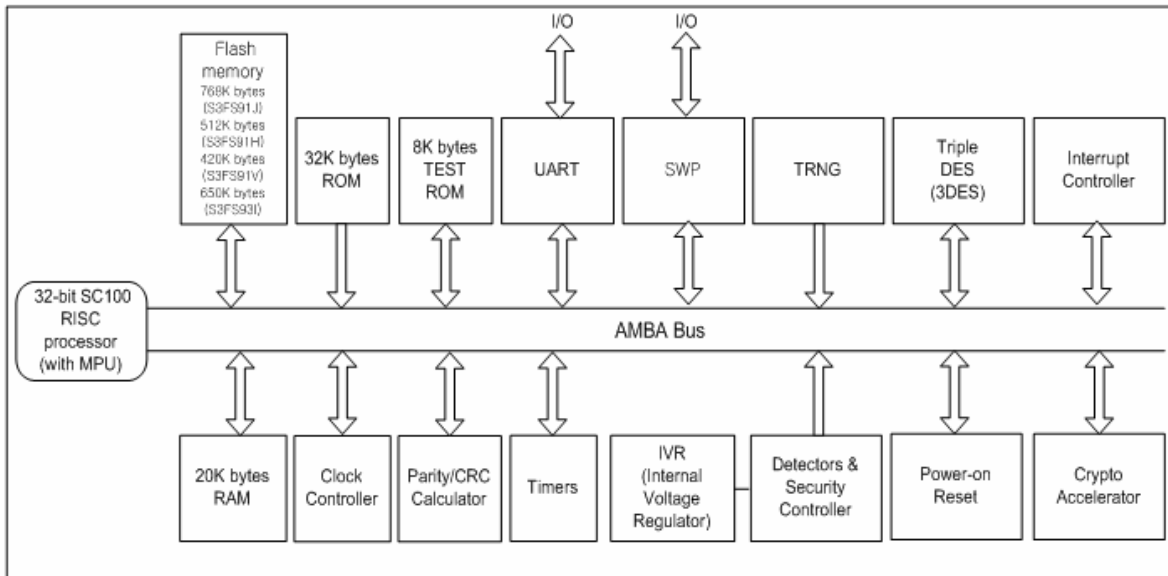 I/O
I/O
Flash
memory
768K bytes
(S3FS91J)
512K bytes
(S3FS91H)
420K bytes
(S3FS91V)
650K bytes
(S3FS93I)
32K bytes
ROM
8K bytes
TEST
ROM
UART
SWP
TRNG
Triple
DES
(3DES)
Interrupt
Controller
32-bit SC100
RISC
processor
(with MPU)
AMBA Bus
20K bytes
RAM
Clock
Controller
Parity/CRC
Calculator
Timers
IVR
(Internal
Voltage
Regulator)
Detectors &
Security
Controller
Power-on
Reset
Crypto
Accelerator